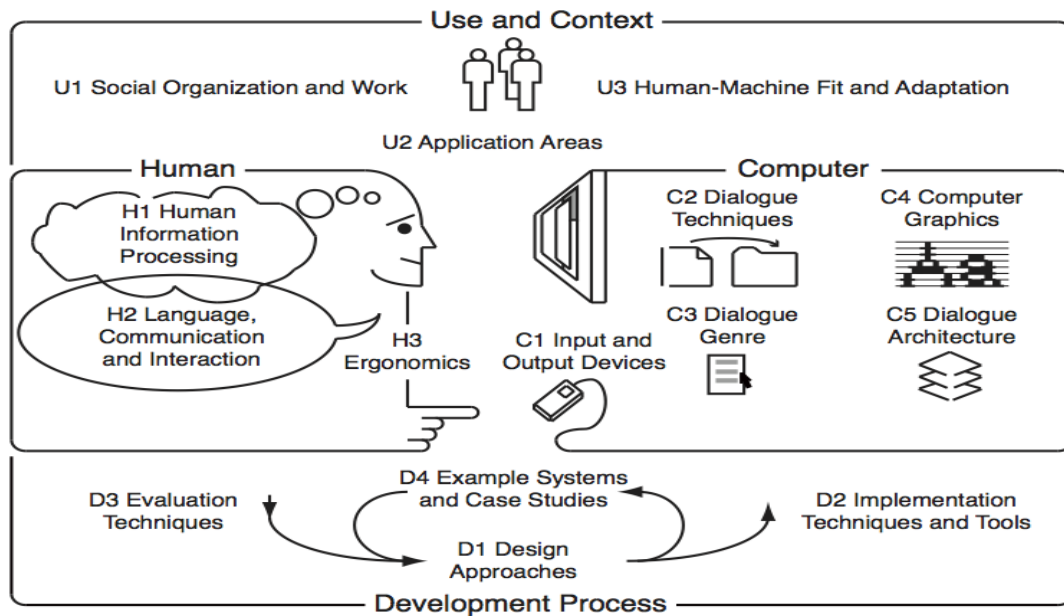 Use and Context
U1 Social Organization and Work
U3 Human-Machine Fit and Adaptation
U2 Application Areas
Human
H1 Human
Information
Processing
H2 Language,
Communication
and Interaction
H3
Ergonomics
Computer
C1 Input and
Output Devices
C2 Dialogue
Techniques
C4 Computer
Graphics
Aa
C3 Dialogue
Genre
C5 Dialogue
Architecture
D3 Evaluation
Techniques
D4 Example Systems
and Case Studies
D2 Implementation
Techniques and Tools
D1 Design
Approaches
Development Process